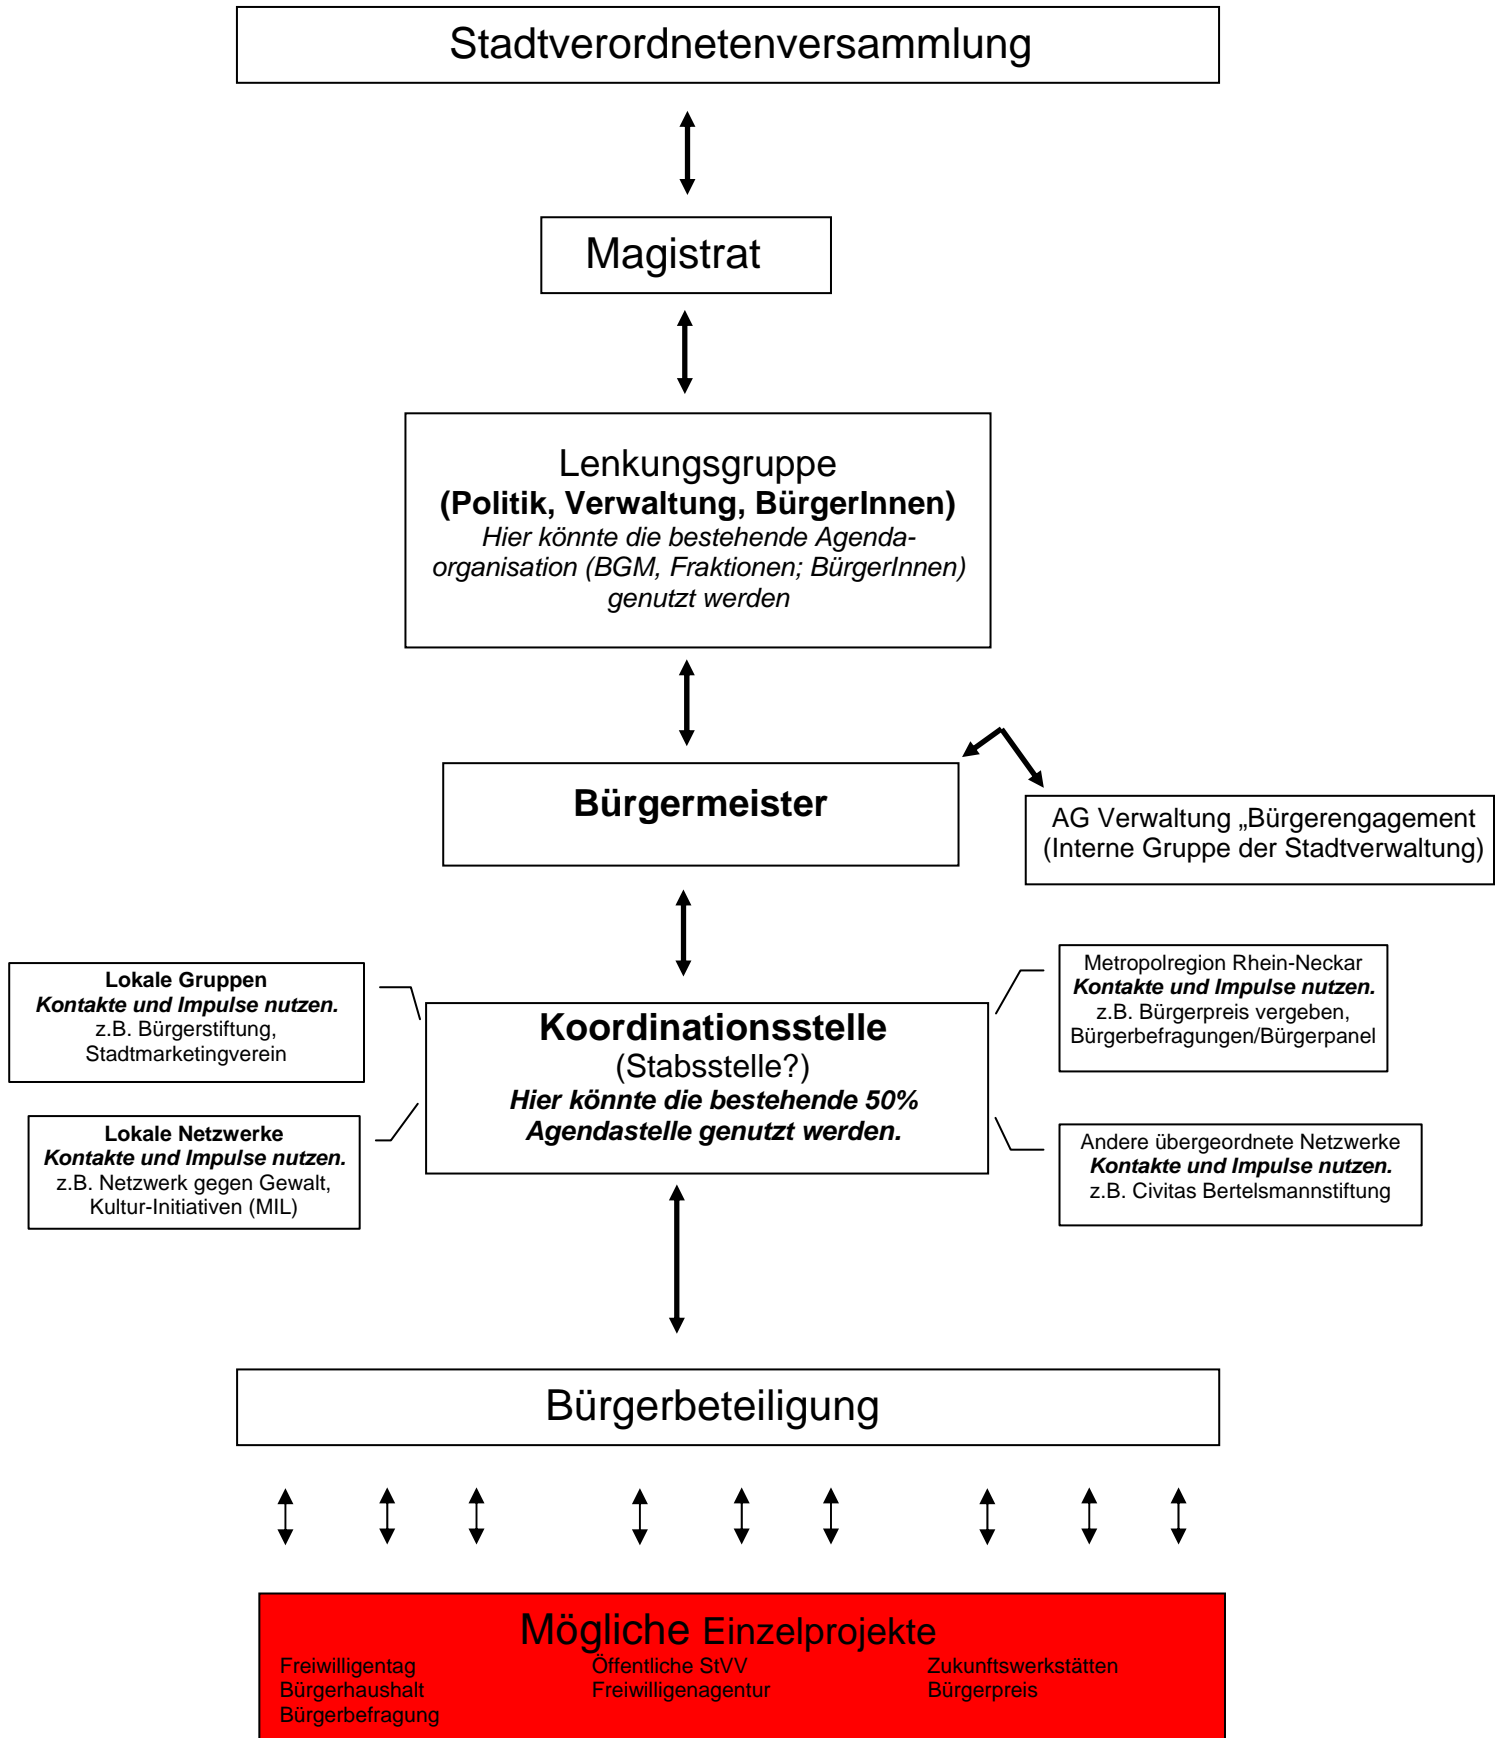 Stadtverordnetenversammlung
Magistrat
Lenkungsgruppe
(Politik, Verwaltung, BürgerInnen)
Hier könnte die bestehende Agenda-
organisation (BGM, Fraktionen; BürgerInnen)
genutzt werden
Bürgermeister
AG Verwaltung „Bürgerengagement
(Interne Gruppe der Stadtverwaltung)
Lokale Gruppen
Kontakte und Impulse nutzen.
z.B. Bürgerstiftung,
Stadtmarketingverein
Metropolregion Rhein-Neckar
Kontakte und Impulse nutzen.
z.B. Bürgerpreis vergeben,
Bürgerbefragungen/Bürgerpanel
Koordinationsstelle
(Stabsstelle?)
Hier könnte die bestehende 50%
Agendastelle genutzt werden.
Lokale Netzwerke
Kontakte und Impulse nutzen.
z.B. Netzwerk gegen Gewalt,
Kultur-Initiativen (MIL)
Andere übergeordnete Netzwerke
Kontakte und Impulse nutzen.
z.B. Civitas Bertelsmannstiftung
Bürgerbeteiligung
Mögliche Einzelprojekte
Freiwilligentag
Bürgerhaushalt
Bürgerbefragung
Öffentliche StVV
Freiwilligenagentur
Zukunftswerkstätten
Bürgerpreis